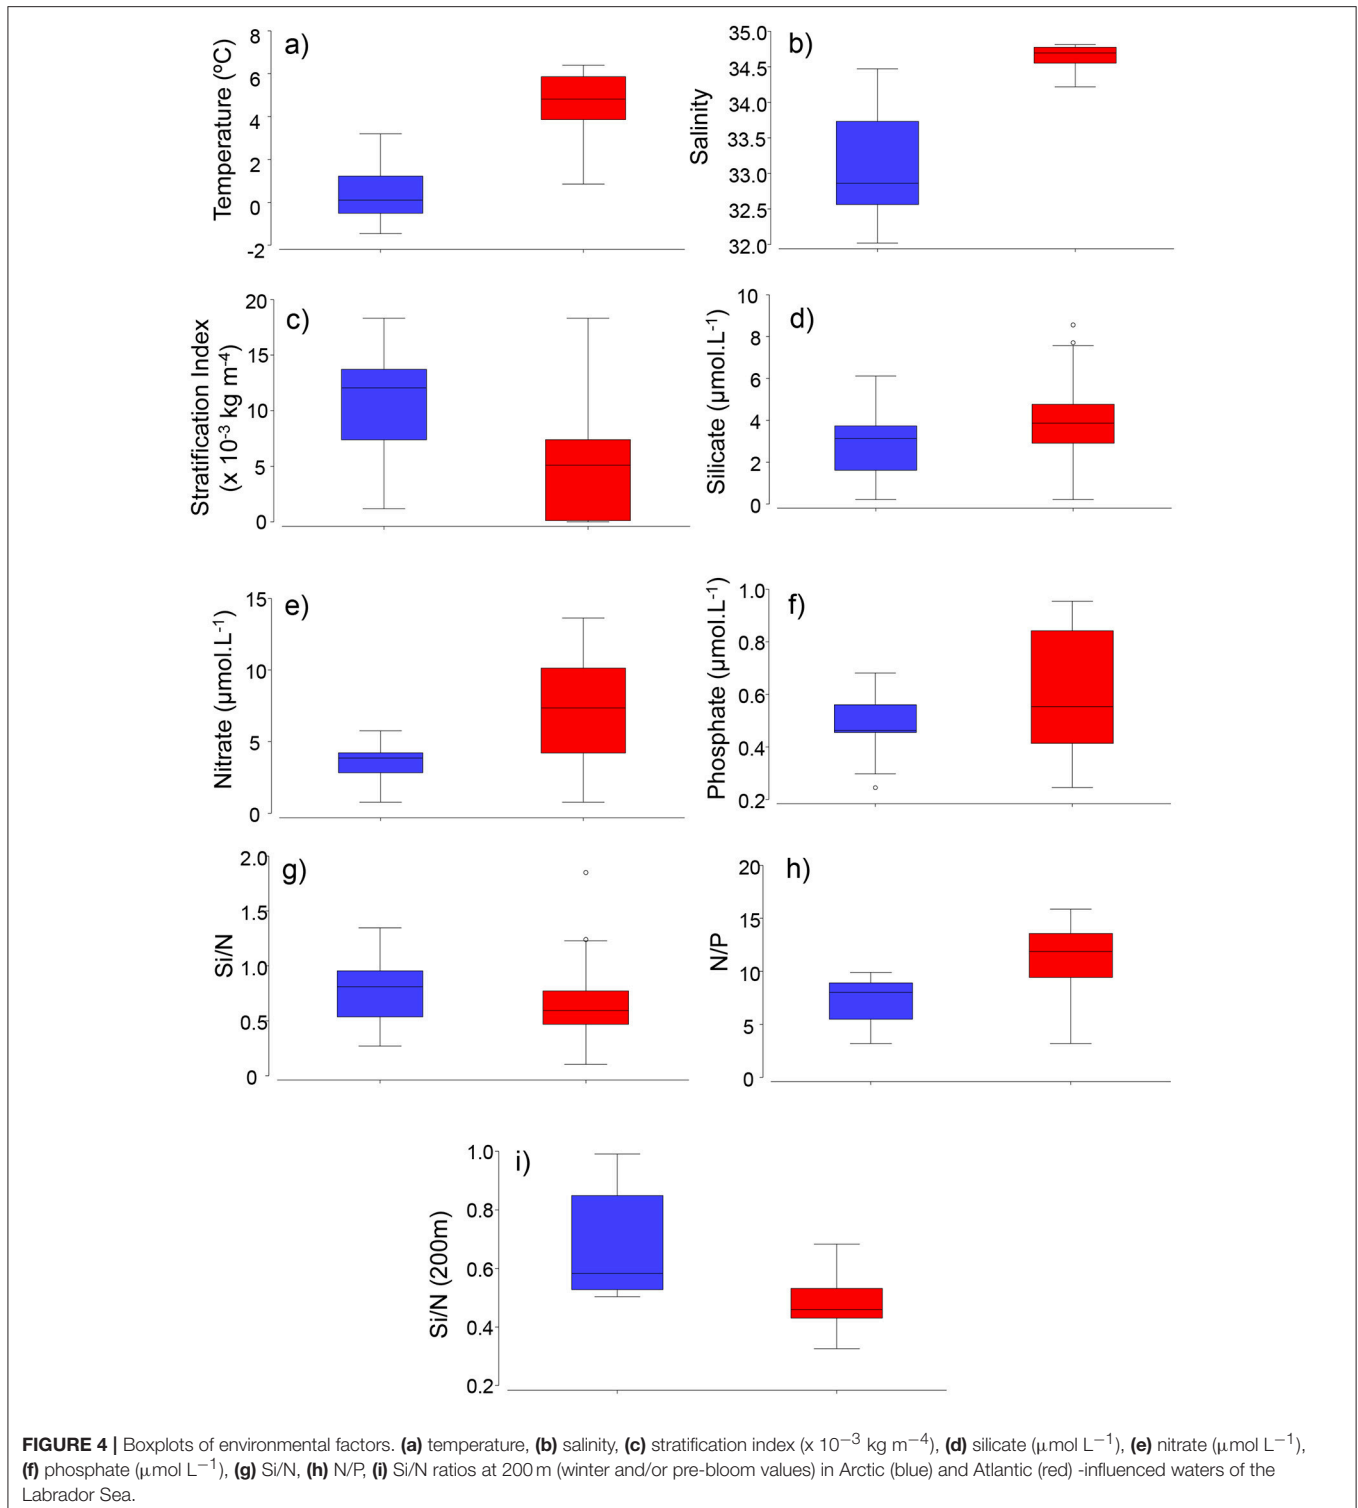 a)
Temperature (ºC)
8
6
4
2
0
-2
b)
Salinity
35.0
34.5
34.0
33.5
33.0
32.5
32.0
c)
Stratification Index
(x 10⁻³ kg m⁻⁴)
20
15
10
5
0
d)
Silicate (µmol.L⁻¹)
10
8
6
4
2
0
e)
Nitrate (µmol.L⁻¹)
15
10
5
0
f)
Phosphate (µmol.L⁻¹)
1.0
0.8
0.6
0.4
0.2
g)
Si/N
2.0
1.5
1.0
0.5
0
h)
N/P
20
15
10
5
0
i)
Si/N (200m)
1.0
0.8
0.6
0.4
0.2
FIGURE 4 | Boxplots of environmental factors. (a) temperature, (b) salinity, (c) stratification index (x 10⁻³ kg m⁻⁴), (d) silicate (µmol L⁻¹), (e) nitrate (µmol L⁻¹),
(f) phosphate (µmol L⁻¹), (g) Si/N, (h) N/P, (i) Si/N ratios at 200 m (winter and/or pre-bloom values) in Arctic (blue) and Atlantic (red) -influenced waters of the
Labrador Sea.